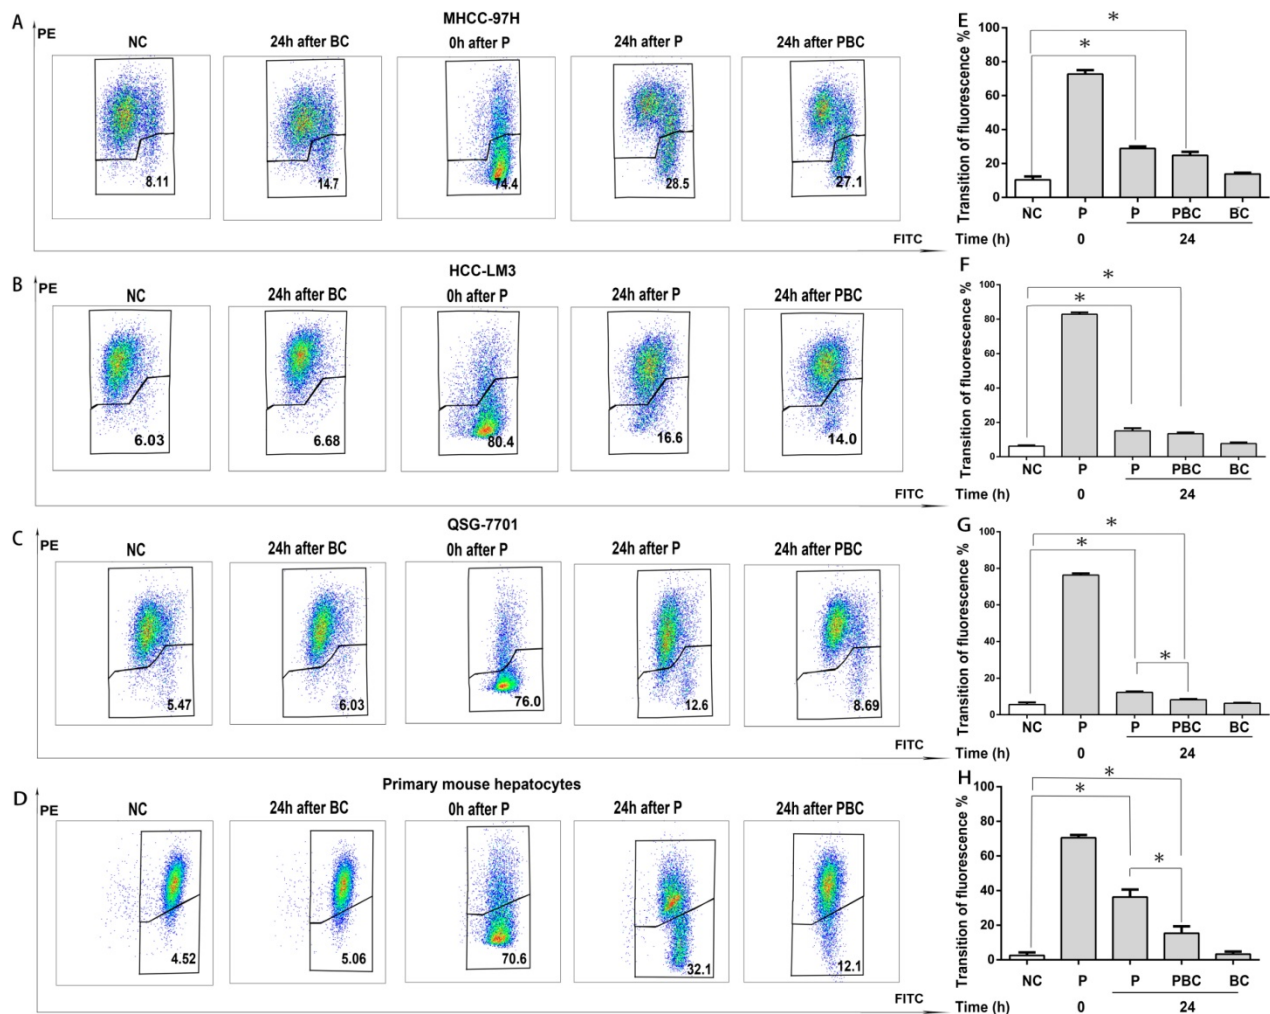 A
MHCC-97H
PE
NC
24h after BC
0h after P
24h after P
24h after PBC
8.11
14.7
74.4
28.5
27.1
FITC
E
Transition of fluorescence %
100
80
60
40
20
0
*
*
NC P P PBC BC
Time (h) 0 24
B
HCC-LM3
PE
NC
24h after BC
0h after P
24h after P
24h after PBC
6.03
6.68
80.4
16.6
14.0
FITC
F
Transition of fluorescence %
100
80
60
40
20
0
*
*
NC P P PBC BC
Time (h) 0 24
C
QSG-7701
PE
NC
24h after BC
0h after P
24h after P
24h after PBC
5.47
6.03
76.0
12.6
8.69
FITC
G
Transition of fluorescence %
100
80
60
40
20
0
*
*
*
NC P P PBC BC
Time (h) 0 24
D
Primary mouse hepatocytes
PE
NC
24h after BC
0h after P
24h after P
24h after PBC
4.52
5.06
70.6
32.1
12.1
FITC
H
Transition of fluorescence %
100
80
60
40
20
0
*
*
*
NC P P PBC BC
Time (h) 0 24